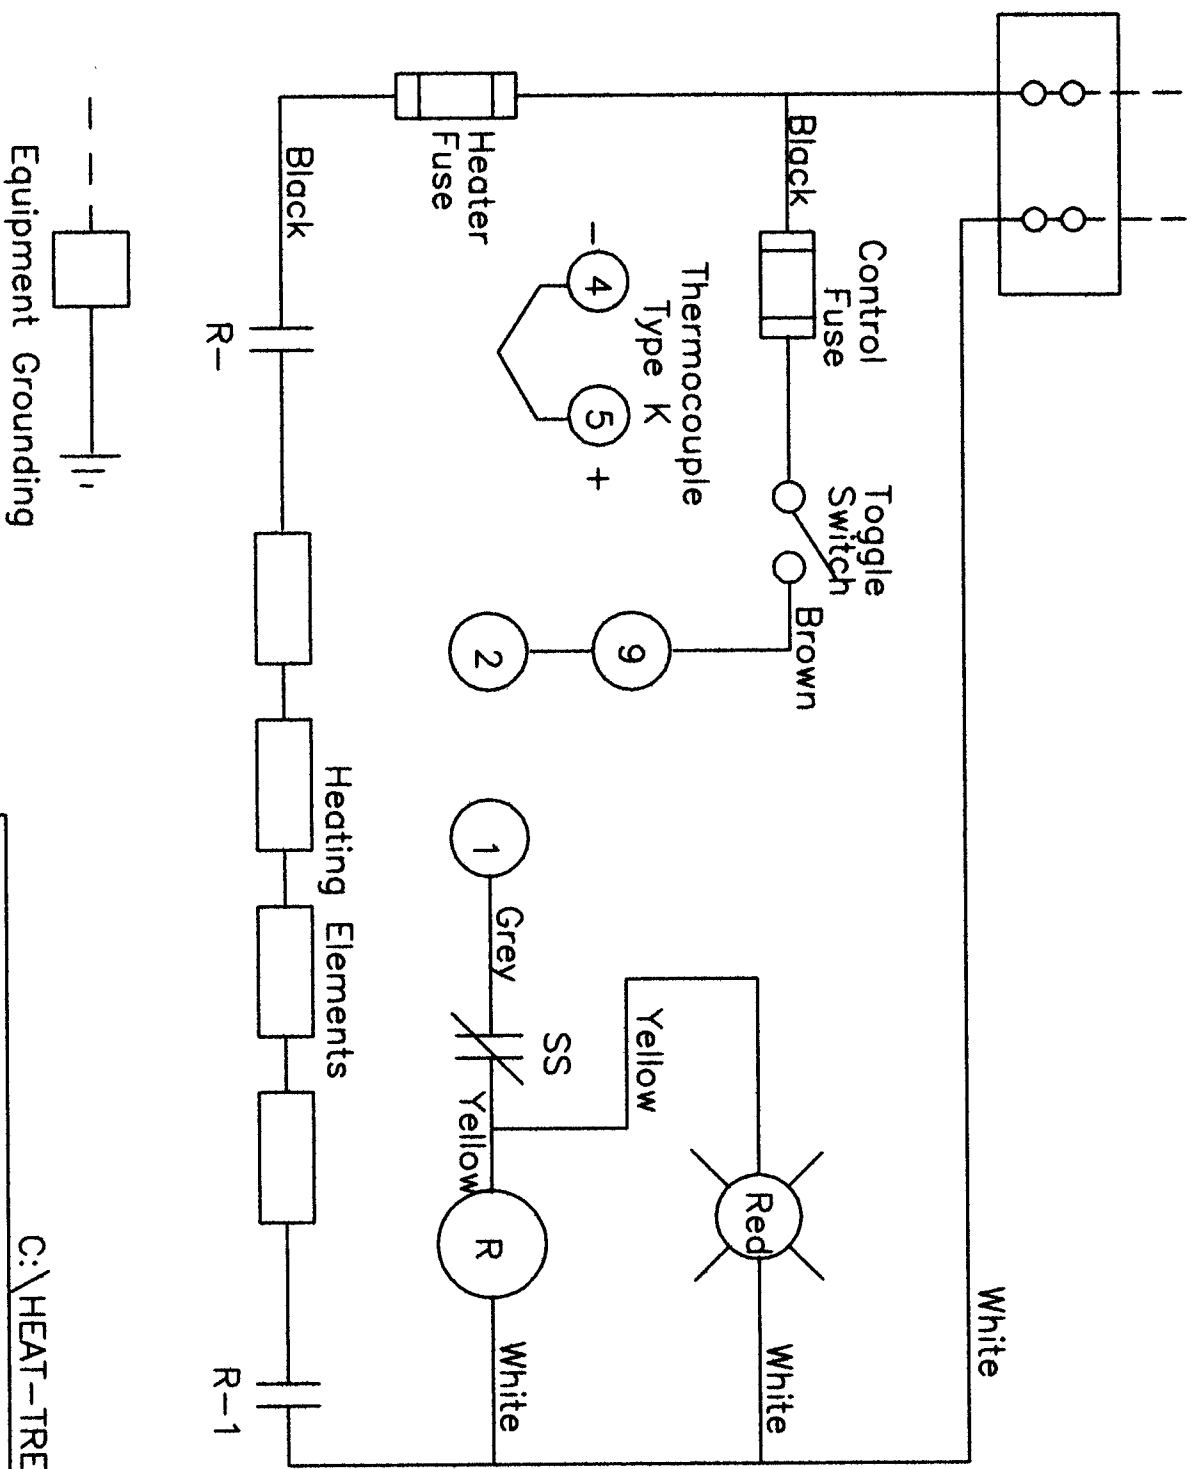 White
Black
Control
Fuse
Toggle
Switch
Brown
Thermocouple
Type K
-
4
5
+
9
2
1
Grey
SS
Yellow
Yellow
Red
White
R
White
Heater
Fuse
Black
R-
Heating Elements
R-1
Equipment Grounding
C:\HEAT-TRE